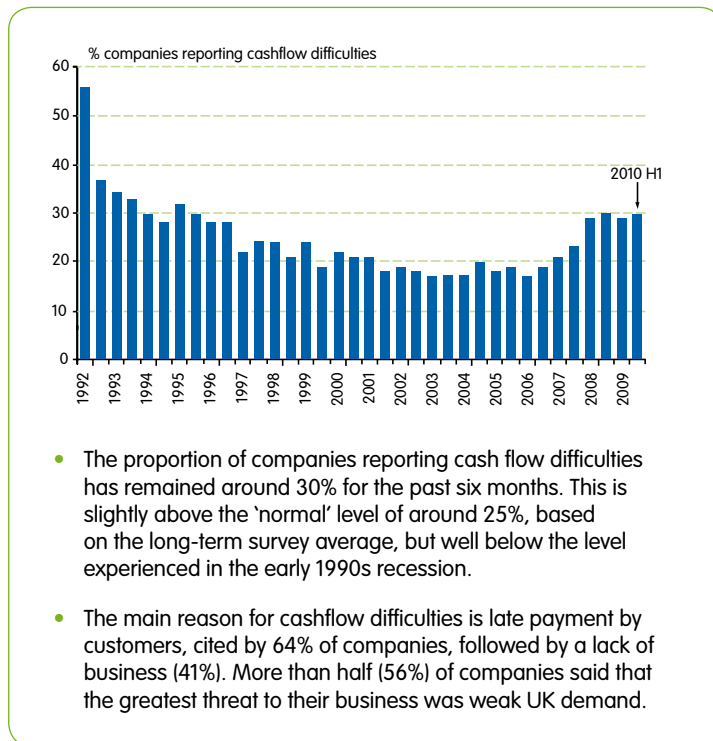 % companies reporting cashflow difficulties
60
50
40
2010 H1
30
20
10
0
1992
1993
1994
1995
1996
1997
1998
1999
2000
2001
2002
2003
2004
2005
2006
2007
2008
2009
• The proportion of companies reporting cash flow difficulties
has remained around 30% for the past six months. This is
slightly above the ‘normal’ level of around 25%, based
on the long-term survey average, but well below the level
experienced in the early 1990s recession.
• The main reason for cashflow difficulties is late payment by
customers, cited by 64% of companies, followed by a lack of
business (41%). More than half (56%) of companies said that
the greatest threat to their business was weak UK demand.